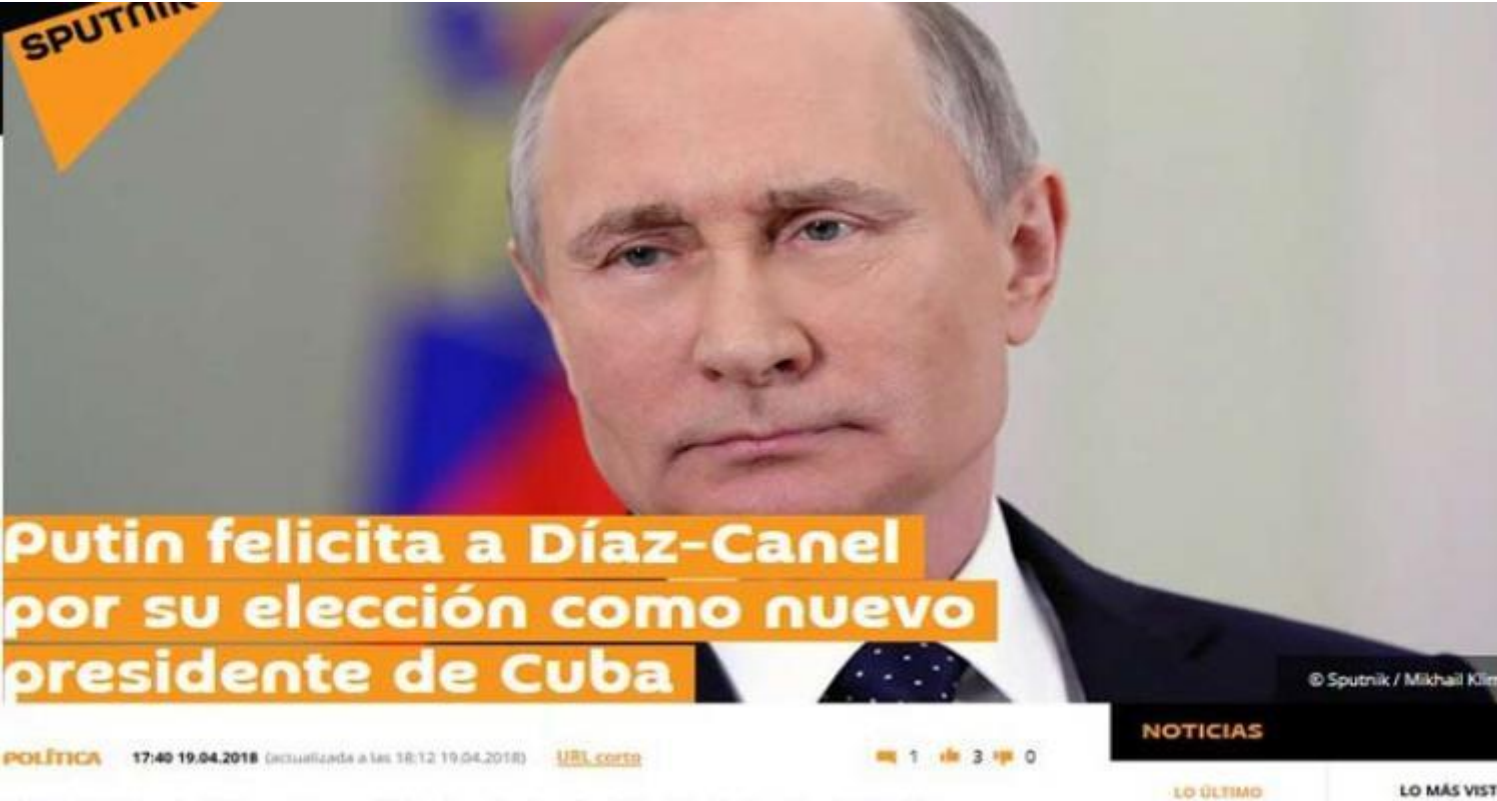 SPUTNIK
Putin felicita a Díaz-Canel
por su elección como nuevo
presidente de Cuba
© Sputnik / Mikhail
NOTICIAS
POLÍTICA 17:40 19.04.2018 (actualizada a las 18:12 19.04.2018) URL corto 1 3 0
LO ÚLTIMO LO MÁS VIST